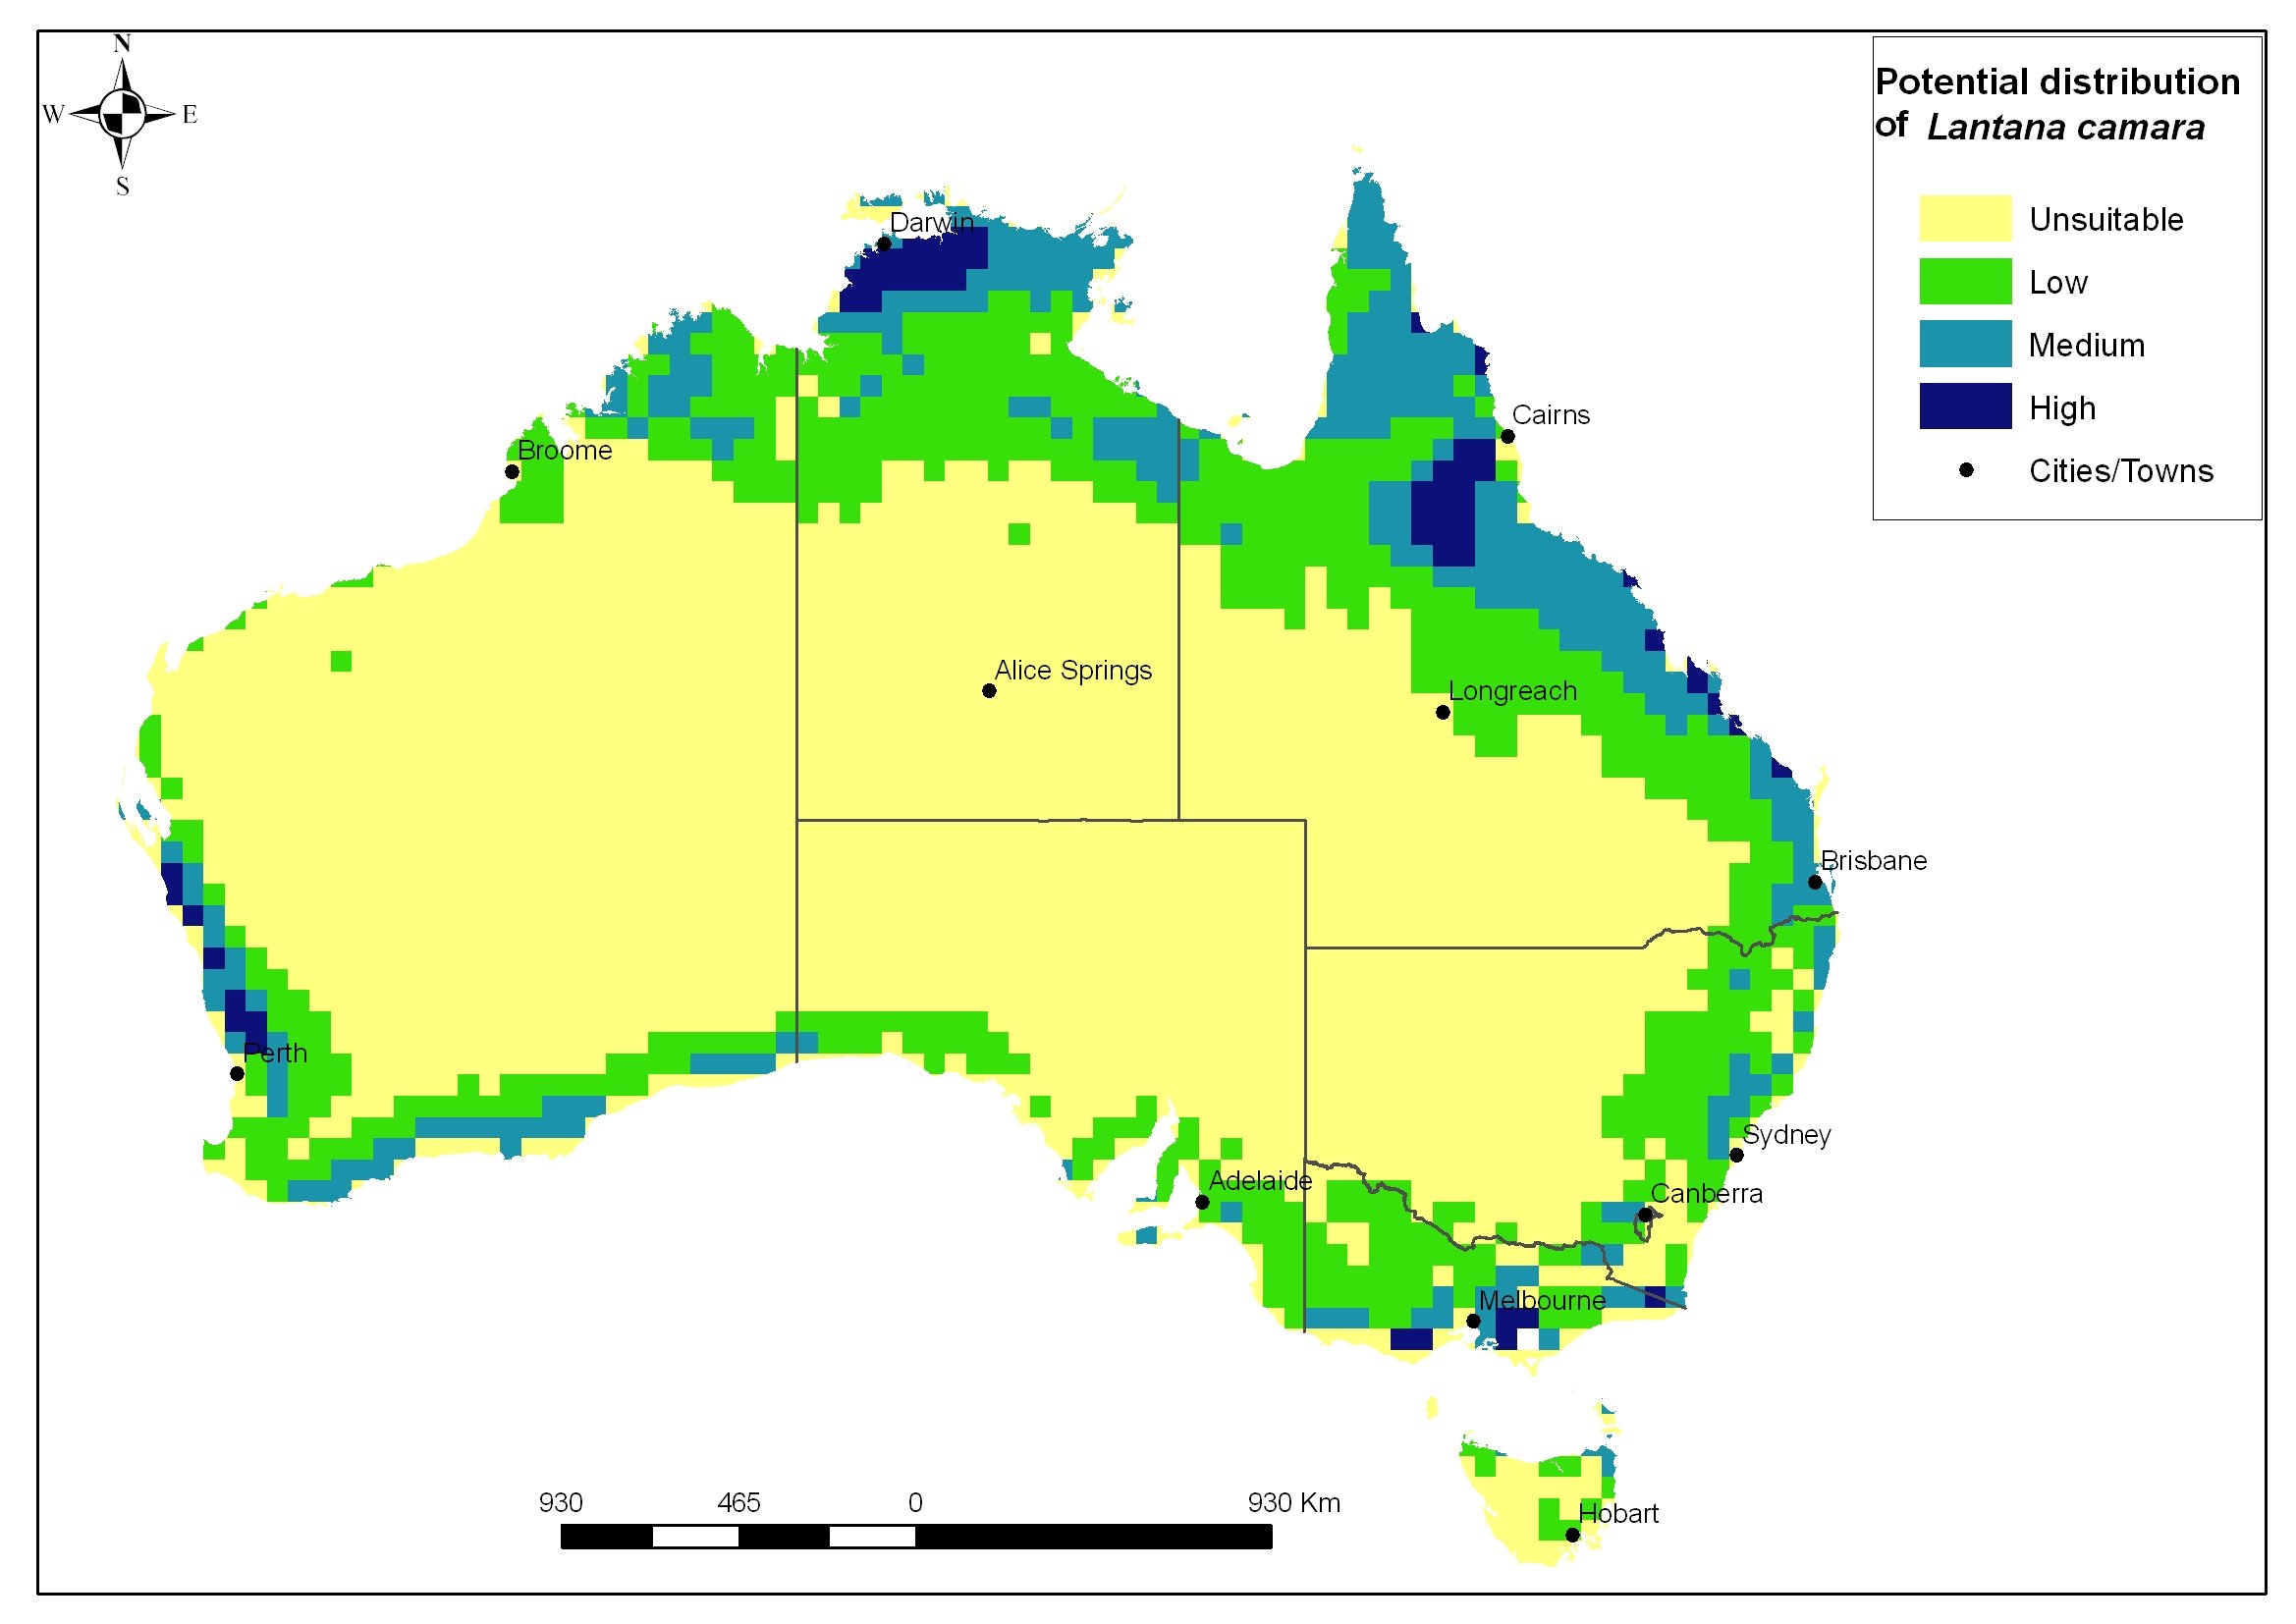 N
W
E
S
Potential distribution
of Lantana camara
Unsuitable
Low
Medium
High
Cities/Towns
Darwin
Cairns
Broome
Alice Springs
Longreach
Brisbane
Perth
Sydney
Adelaide
Canberra
Melbourne
Hobart
930 465 0 930 Km